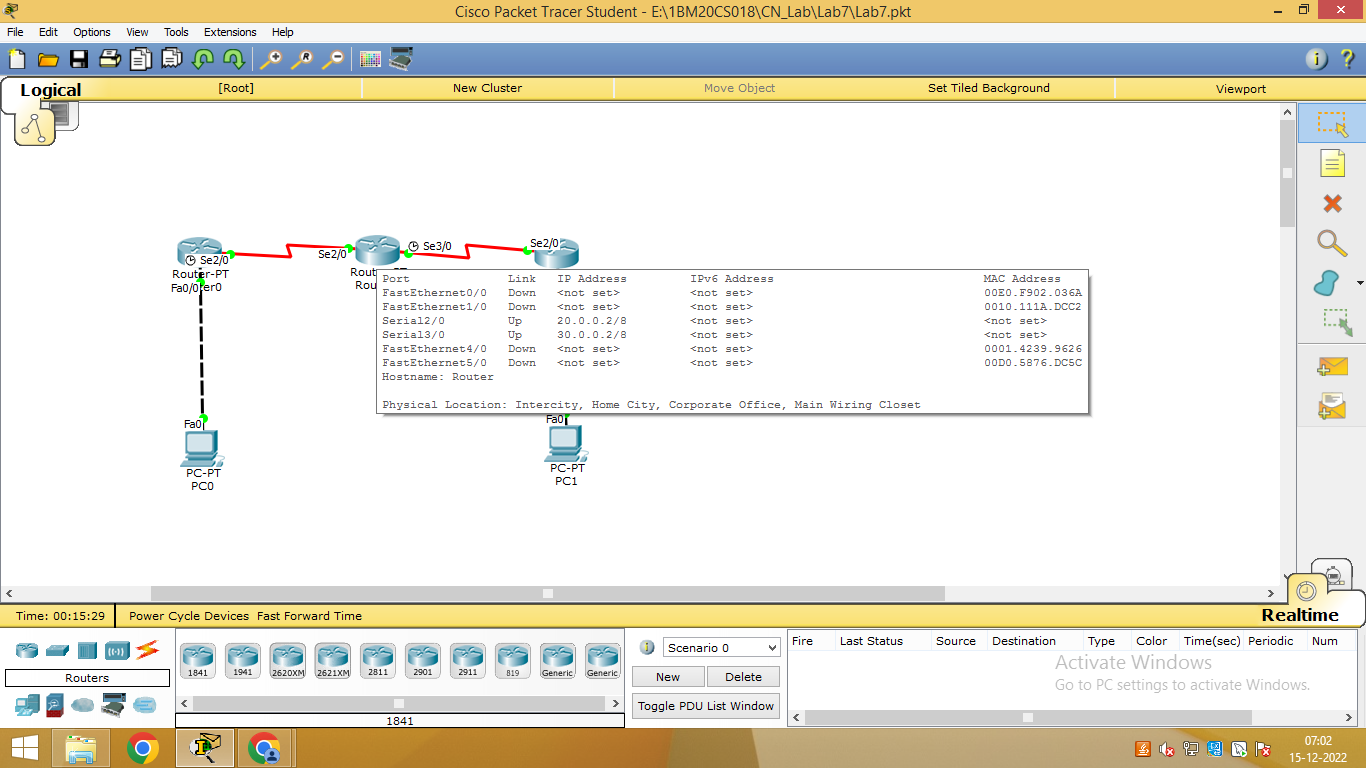 Cisco Packet Tracer Student - E:\1BM20CS018\CN_Lab\Lab7\Lab7.pkt
File Edit Options View Tools Extensions Help
Logical [Root] New Cluster Move Object Set Tiled Background Viewport
Se2/0 Se2/0 Se3/0 Se2/0
Router-PT
Fa0/0
Port Link IP Address IPv6 Address MAC Address
FastEthernet0/0 Down <not set> <not set> 00E0.F902.036A
FastEthernet1/0 Down <not set> <not set> 0010.111A.DCC2
Serial2/0 Up 20.0.0.2/8 <not set> <not set>
Serial3/0 Up 30.0.0.2/8 <not set> <not set>
FastEthernet4/0 Down <not set> <not set> 0001.4239.9626
FastEthernet5/0 Down <not set> <not set> 00D0.5876.DC5C
Hostname: Router
Physical Location: Intercity, Home City, Corporate Office, Main Wiring Closet
Fa0
PC-PT
PC0
Fa0
PC-PT
PC1
Time: 00:15:29 Power Cycle Devices Fast Forward Time Realtime
Routers
1841 1941 2620XM 2621XM 2811 2901 2911 819 Generic Generic
1841
Scenario 0
New Delete
Toggle PDU List Window
Fire Last Status Source Destination Type Color Time(sec) Periodic Num
Activate Windows
Go to PC settings to activate Windows.
07:02
15-12-2022